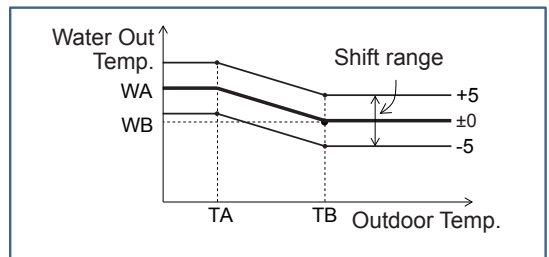 Water Out
Temp.
Shift range
WA
+5
WB
±0
-5
TA
TB
Outdoor Temp.